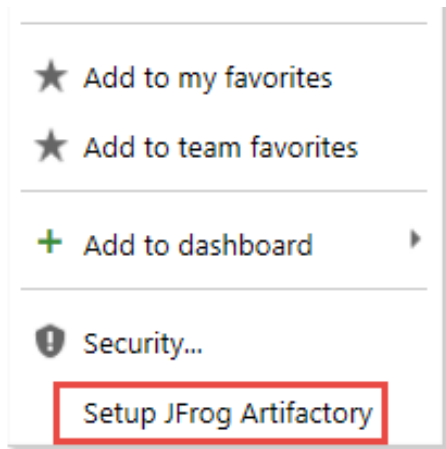 Add to my favorites
Add to team favorites
Add to dashboard
Security...
Setup JFrog Artifactory